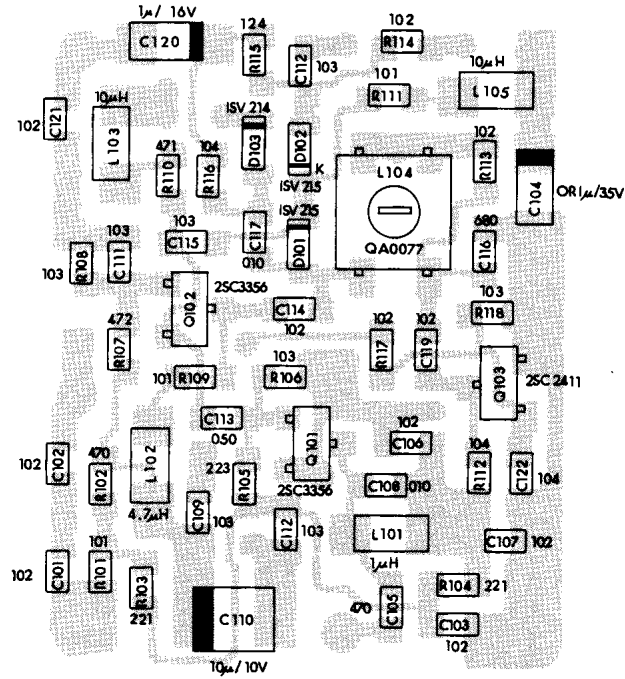 1μ/ 16V
C120
124
R115
C112
103
102
R114
101
R111
10μH
L105
102
C121
10μH
L103
471
R110
104
R116
ISV 214
D103
D102
K
ISV 215
ISV 215
D101
C117
010
L104
QA0077
102
R113
C104
OR1μ/35V
680
C116
103
R108
103
C111
103
C115
Q102
2SC3356
C114
102
103
R118
472
R107
102
R117
102
C119
Q103
2SC 2411
101
R109
103
R106
C113
050
Q101
2SC3356
102
C106
102
C102
470
R102
L102
4.7μH
223
R105
C109
103
C108
010
104
R112
C122
104
C112
103
L101
1μH
C107
102
102
C101
101
R101
R103
221
C110
10μ/ 10V
470
C105
R104
221
C103
102